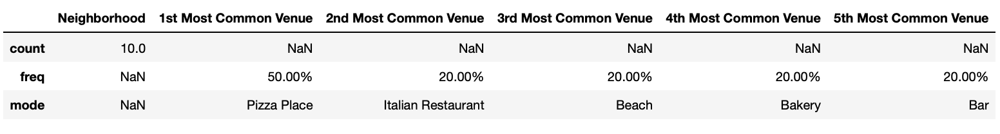 Neighborhood 1st Most Common Venue 2nd Most Common Venue 3rd Most Common Venue 4th Most Common Venue 5th Most Common Venue
count 10.0 NaN NaN NaN NaN NaN
freq NaN 50.00% 20.00% 20.00% 20.00% 20.00%
mode NaN Pizza Place Italian Restaurant Beach Bakery Bar